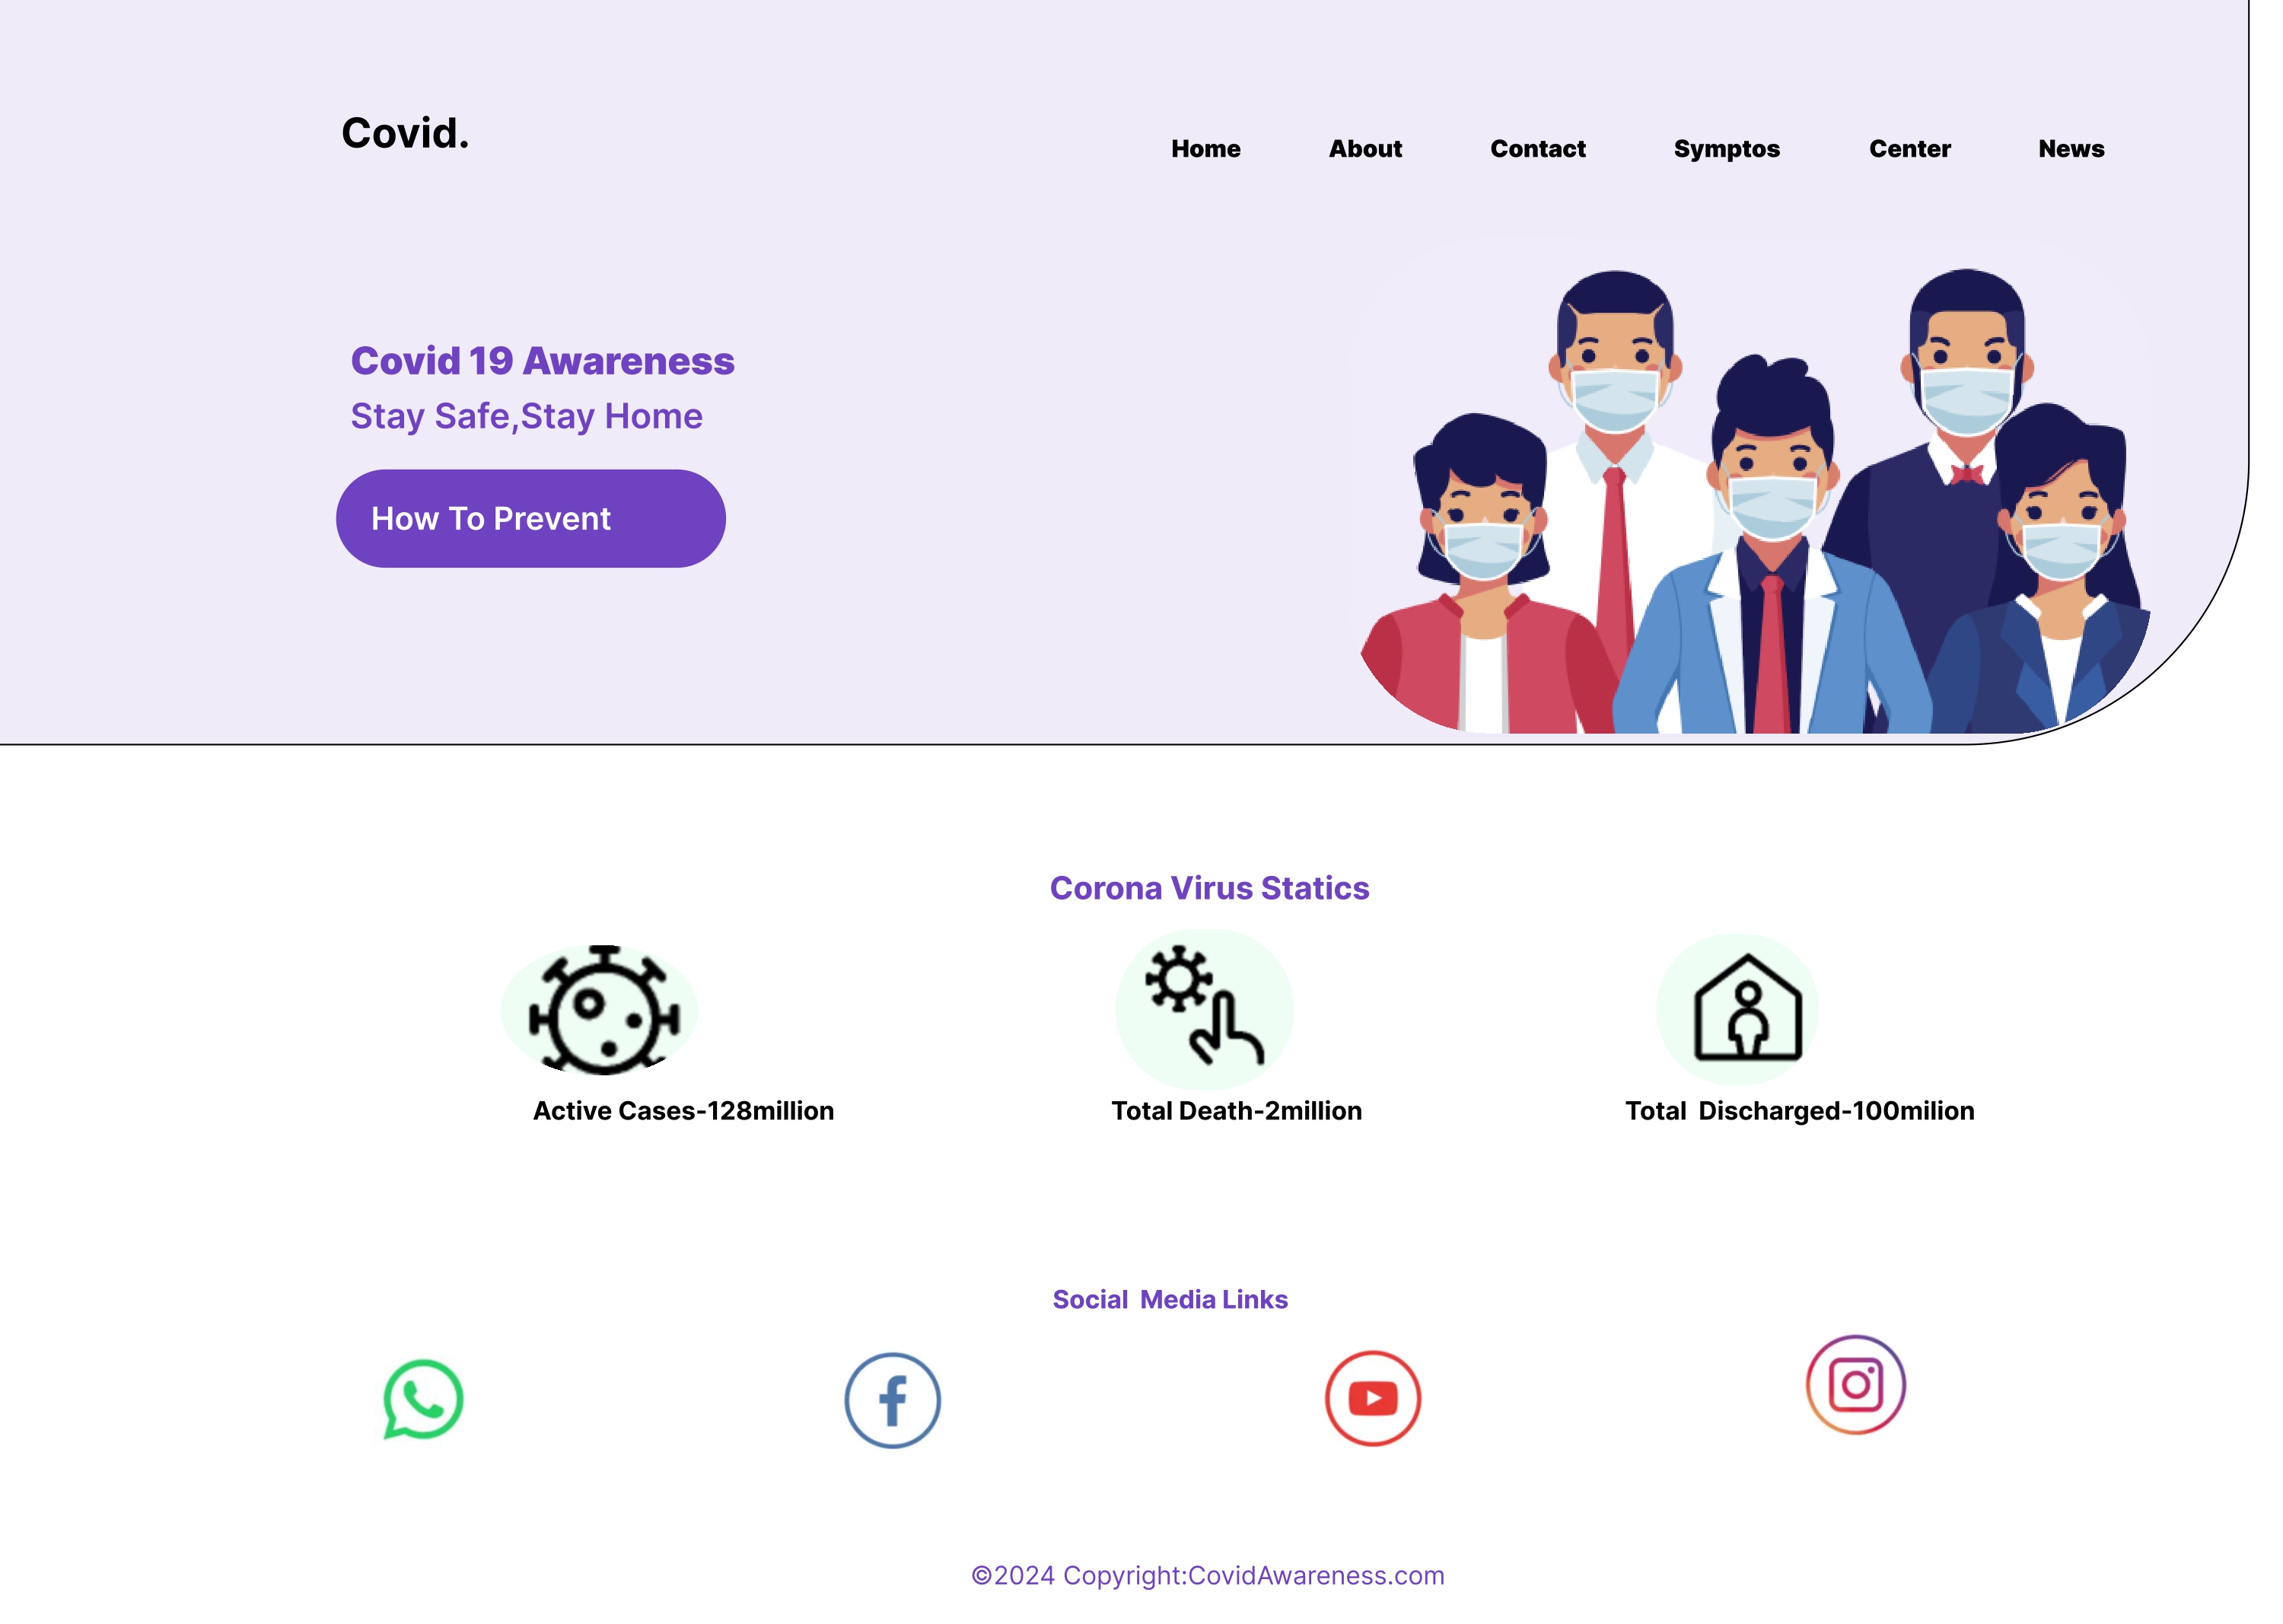 Covid.
Home About Contact Symptos Center News
Covid 19 Awareness
Stay Safe,Stay Home
How To Prevent
Corona Virus Statics
Active Cases-128million
Total Death-2million
Total  Discharged-100milion
Social  Media Links
©2024 Copyright:CovidAwareness.com